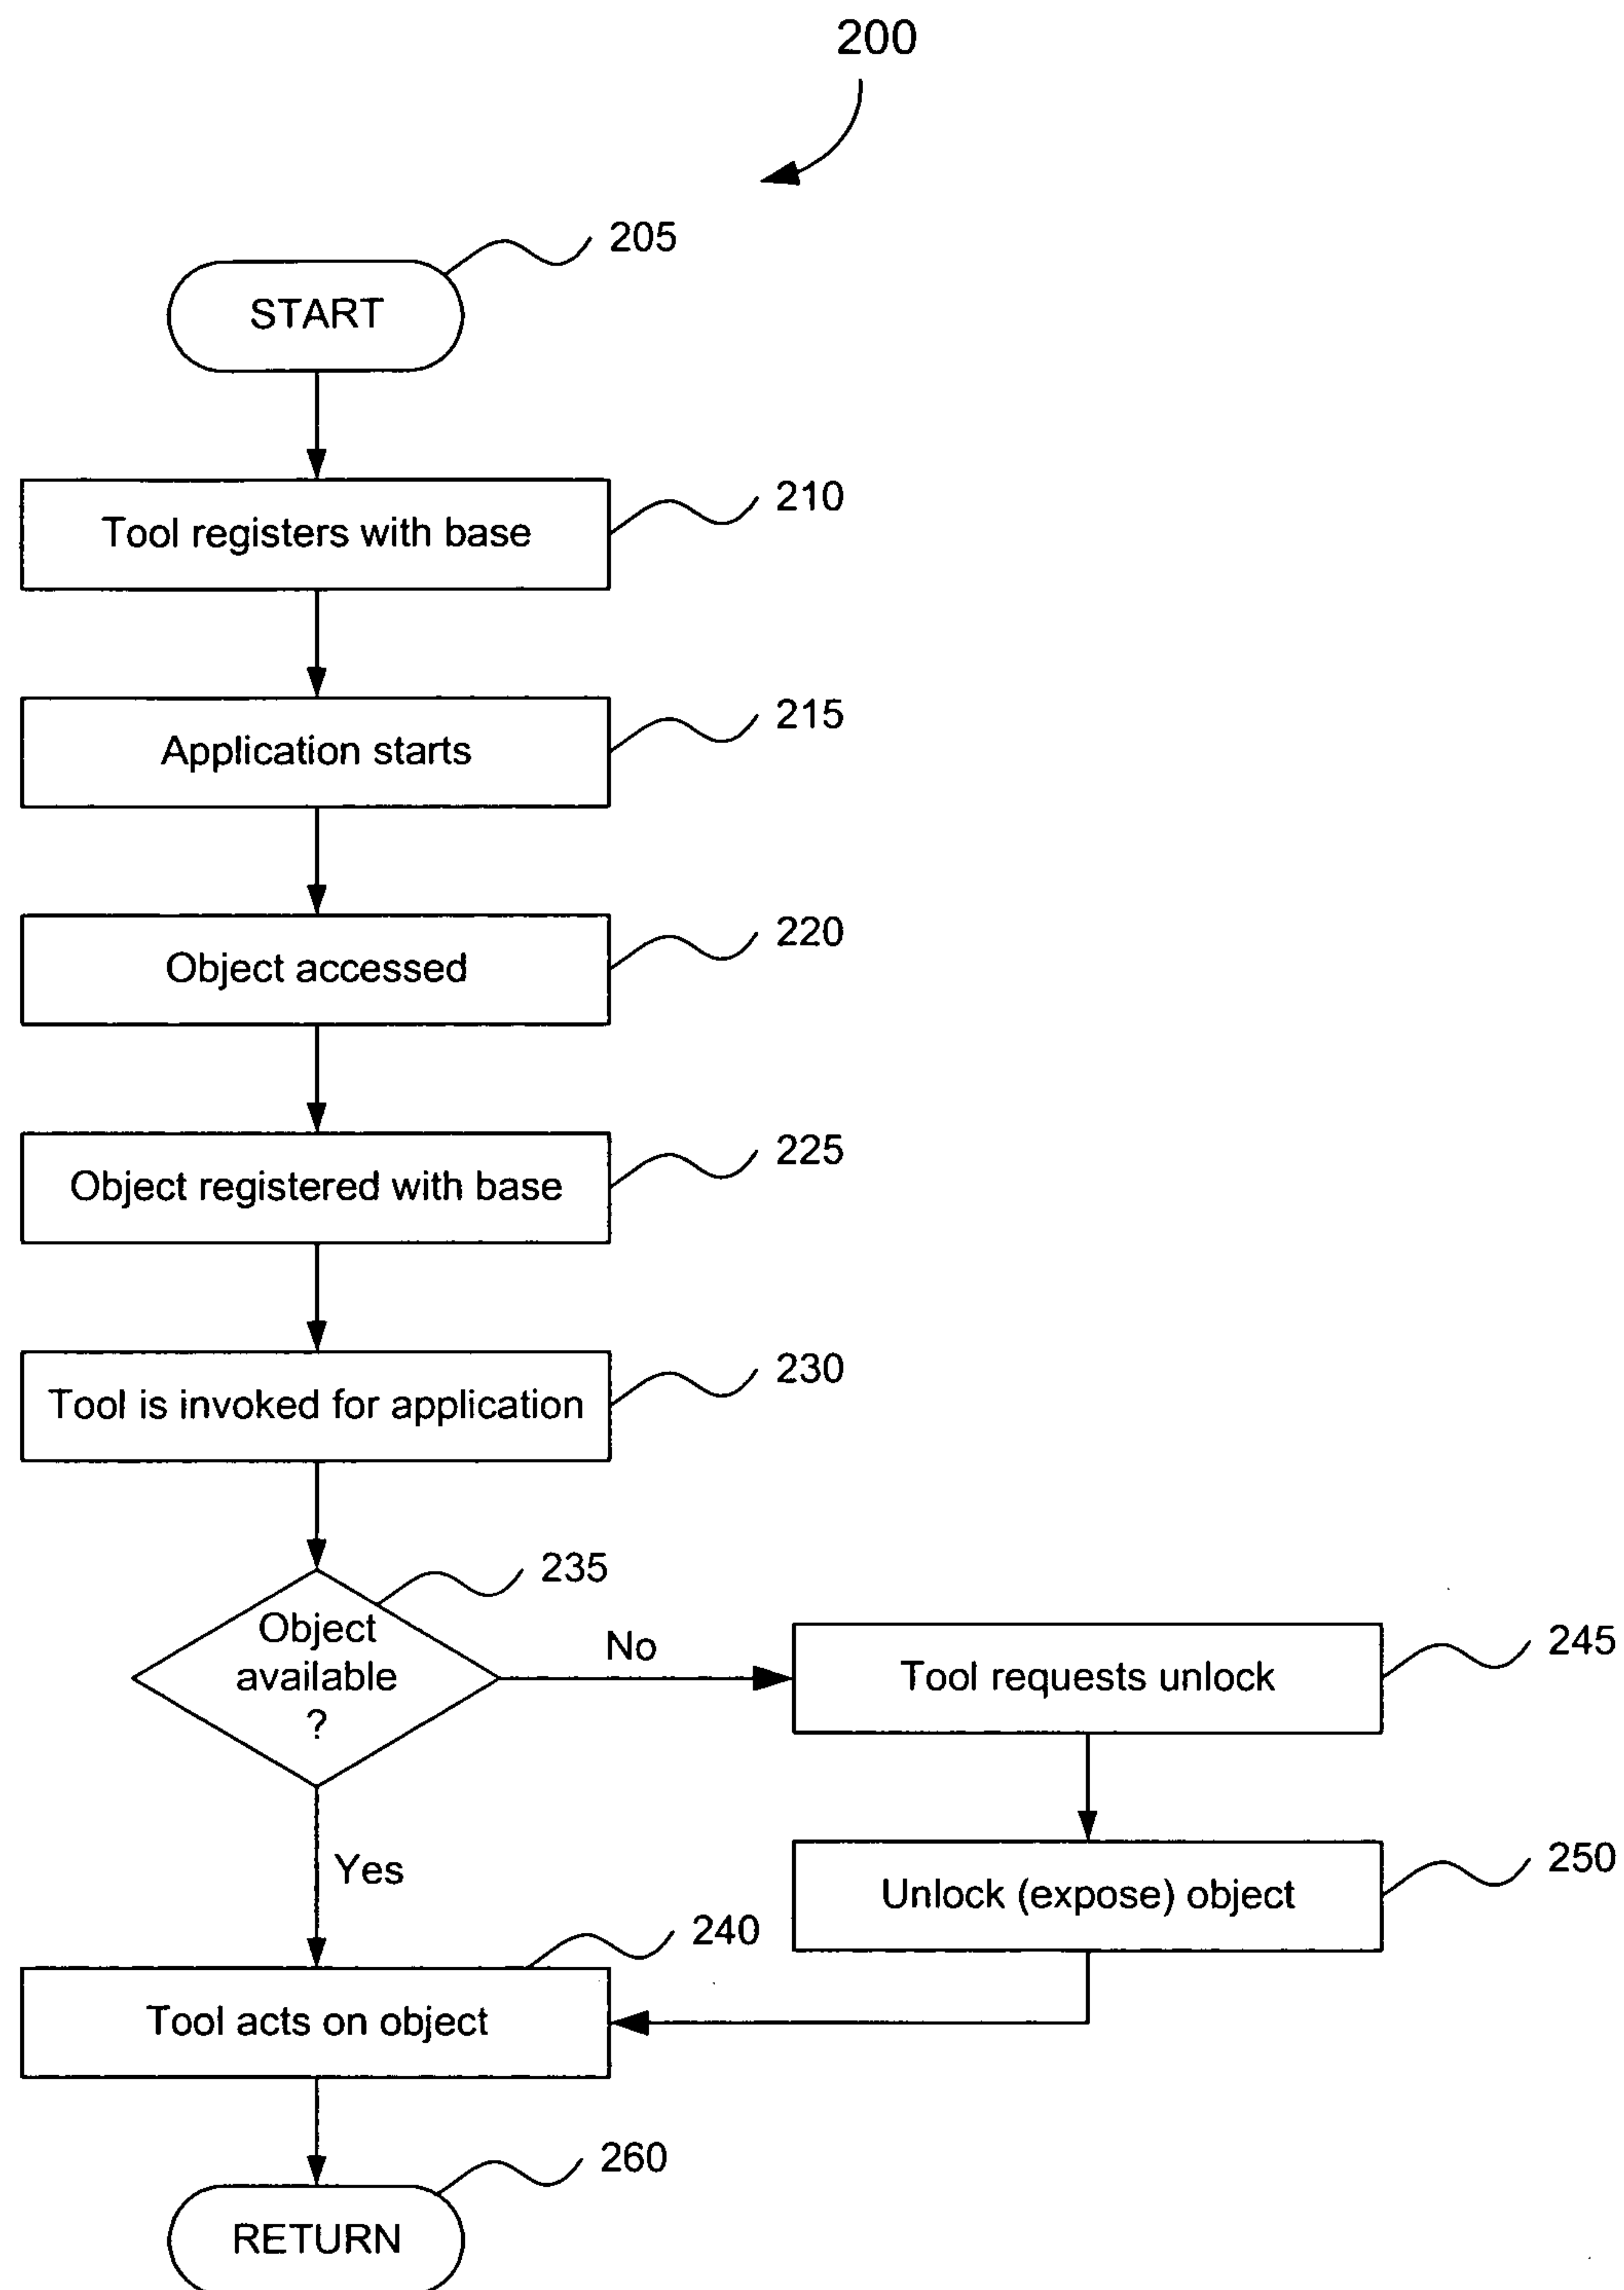 200
205
START
210
Tool registers with base
215
Application starts
220
Object accessed
225
Object registered with base
230
Tool is invoked for application
235
Object
available
?
No
245
Tool requests unlock
Yes
250
Unlock (expose) object
240
Tool acts on object
260
RETURN